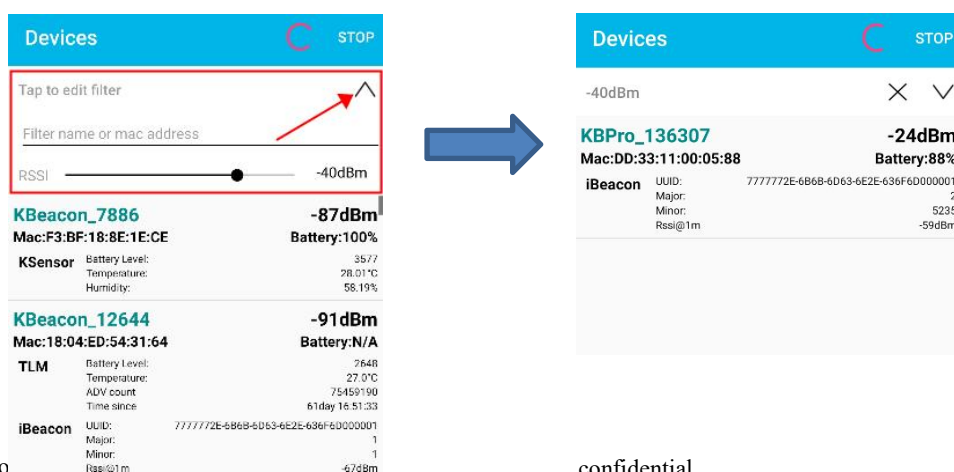 Devices STOP
Tap to edit filter
Filter name or mac address
RSSI -40dBm
KBeacon_7886 -87dBm
Mac:F3:BF:18:8E:1E:CE Battery:100%
KSensor Battery Level: 3577
Temperature: 28.01°C
Humidity: 58.19%
KBeacon_12644 -91dBm
Mac:18:04:ED:54:31:64 Battery:N/A
TLM Battery Level: 2648
Temperature: 27.0°C
ADV count 75459190
Time since 61day 16:51:33
iBeacon UUID: 7777772E-6B6B-6D63-6E2E-636F6D000001
Major: 1
Minor: 1
Rssi@1m -67dBm
Devices STOP
-40dBm
KBPro_136307 -24dBm
Mac:DD:33:11:00:05:88 Battery:88%
iBeacon UUID: 7777772E-6B6B-6D63-6E2E-636F6D000001
Major: 2
Minor: 5235
Rssi@1m -59dBm
confidential